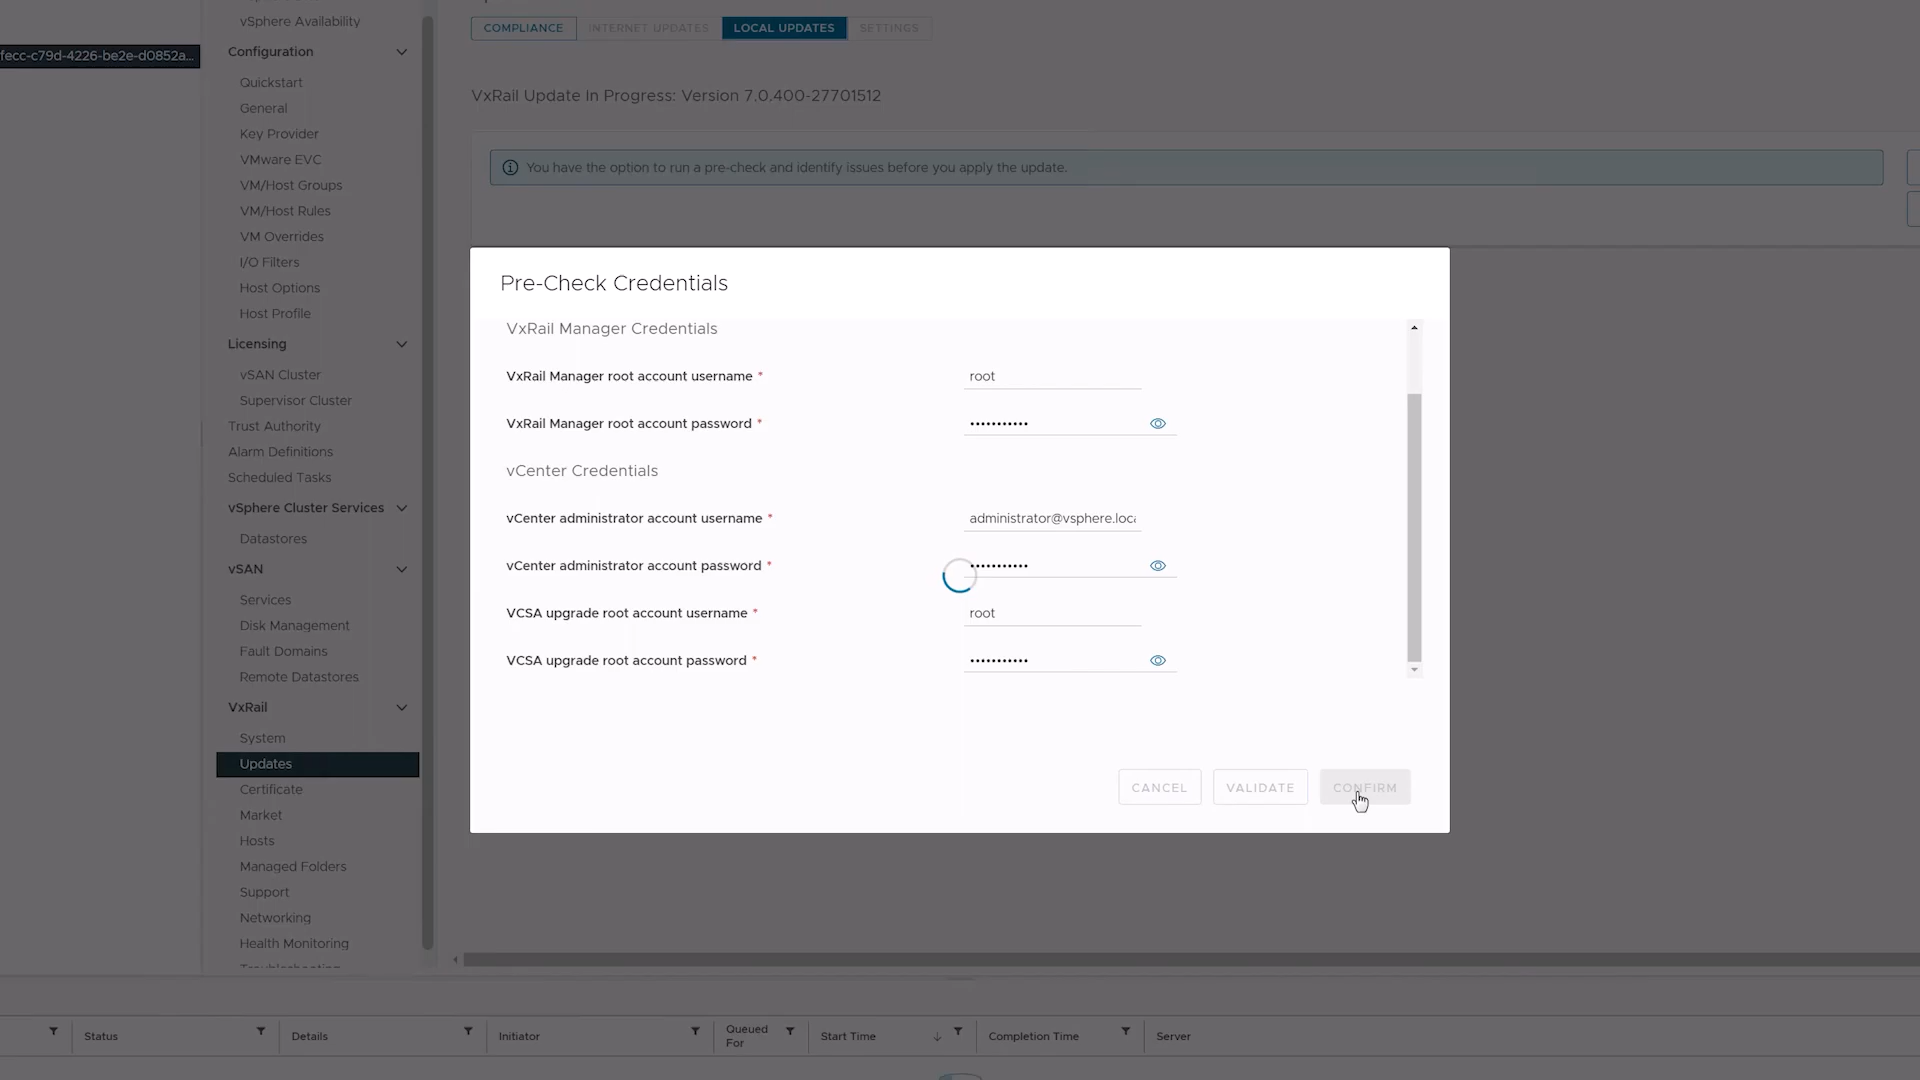 vSphere Availability
COMPLIANCE INTERNET UPDATES LOCAL UPDATES SETTINGS
fecc-c79d-4226-be2e-d0852a...
Configuration
Quickstart
General
Key Provider
VMware EVC
VM/Host Groups
VM/Host Rules
VM Overrides
I/O Filters
Host Options
Host Profile
Licensing
vSAN Cluster
Supervisor Cluster
Trust Authority
Alarm Definitions
Scheduled Tasks
vSphere Cluster Services
Datastores
vSAN
Services
Disk Management
Fault Domains
Remote Datastores
VxRail
System
Updates
Certificate
Market
Hosts
Managed Folders
Support
Networking
Health Monitoring
Troubleshooting
VxRail Update In Progress: Version 7.0.400-27701512
You have the option to run a pre-check and identify issues before you apply the update.
Pre-Check Credentials
VxRail Manager Credentials
VxRail Manager root account username * root
VxRail Manager root account password * •••••••••••
vCenter Credentials
vCenter administrator account username * administrator@vsphere.loca
vCenter administrator account password * •••••••••••
VCSA upgrade root account username * root
VCSA upgrade root account password * •••••••••••
CANCEL VALIDATE CONFIRM
Status Details Initiator Queued For Start Time Completion Time Server